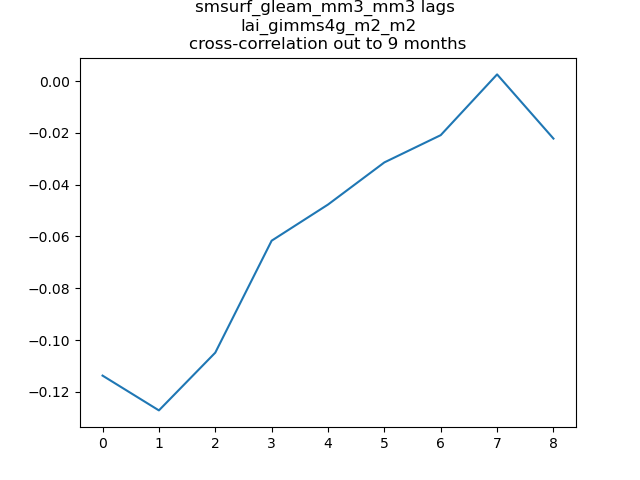 smsurf_gleam_mm3_mm3 lags
lai_gimms4g_m2_m2
cross-correlation out to 9 months
0.00
−0.02
−0.04
−0.06
−0.08
−0.10
−0.12
0 1 2 3 4 5 6 7 8